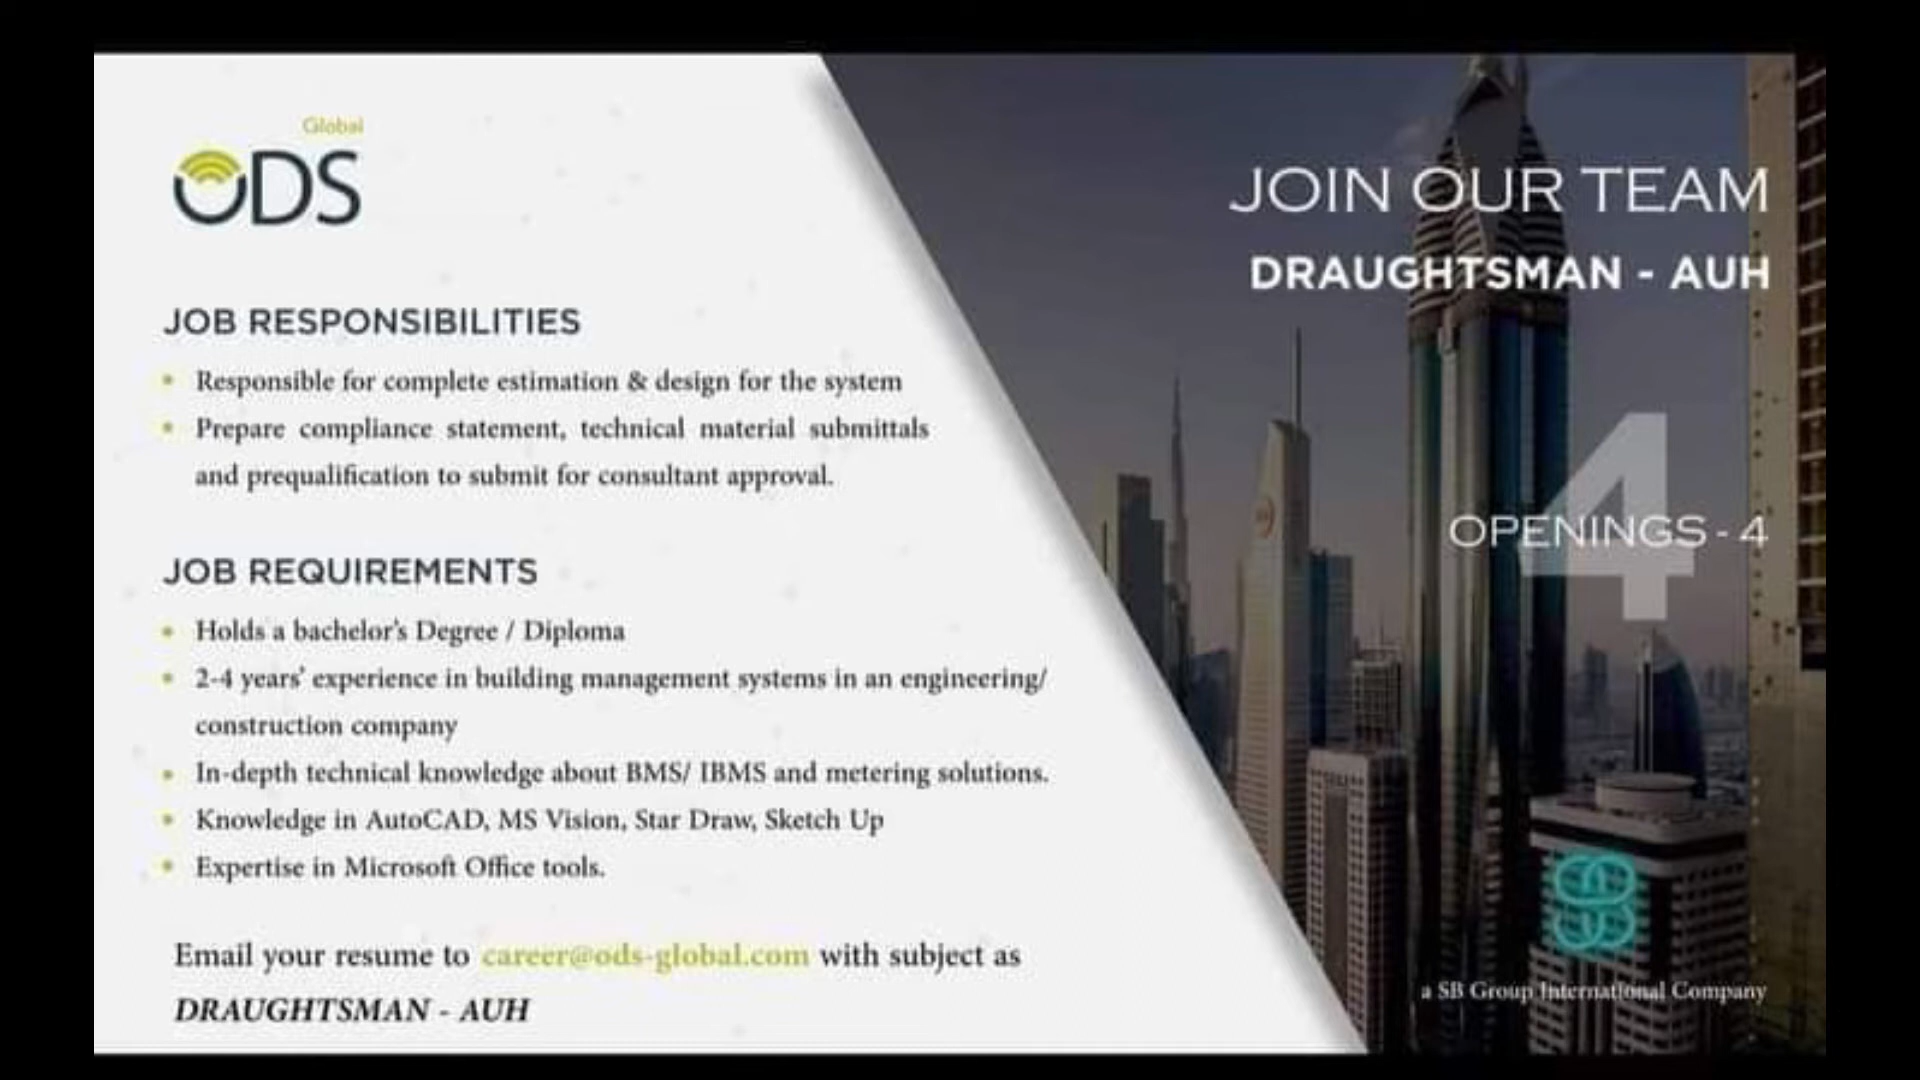 Global
ODS
JOB RESPONSIBILITIES
Responsible for complete estimation & design for the system
Prepare compliance statement, technical material submittals
and prequalification to submit for consultant approval.
JOB REQUIREMENTS
Holds a bachelor's Degree / Diploma
2-4 years' experience in building management systems in an engineering/
construction company
In-depth technical knowledge about BMS/ IBMS and metering solutions.
Knowledge in AutoCAD, MS Vision, Star Draw, Sketch Up
Expertise in Microsoft Office tools.
Email your resume to career@ods-global.com with subject as
DRAUGHTSMAN - AUH
JOIN OUR TEAM
DRAUGHTSMAN - AUH
4
OPENINGS - 4
a SB Group International Company